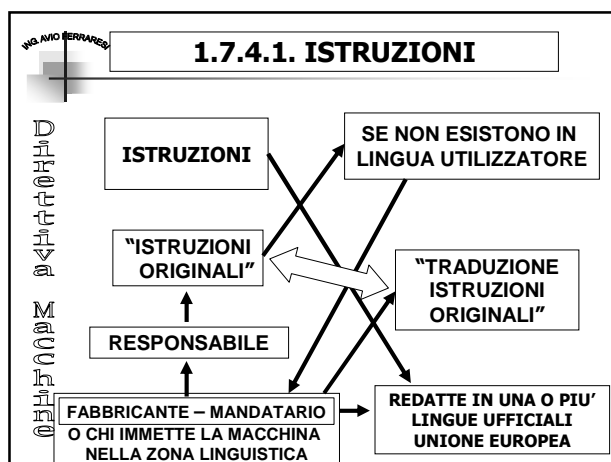 ING. AVIO FERRARESI
1.7.4.1. ISTRUZIONI
Direttiva Macchine
ISTRUZIONI
SE NON ESISTONO IN
LINGUA UTILIZZATORE
“ISTRUZIONI
ORIGINALI”
“TRADUZIONE
ISTRUZIONI
ORIGINALI”
RESPONSABILE
FABBRICANTE – MANDATARIO
O CHI IMMETTE LA MACCHINA
NELLA ZONA LINGUISTICA
REDATTE IN UNA O PIU’
LINGUE UFFICIALI
UNIONE EUROPEA